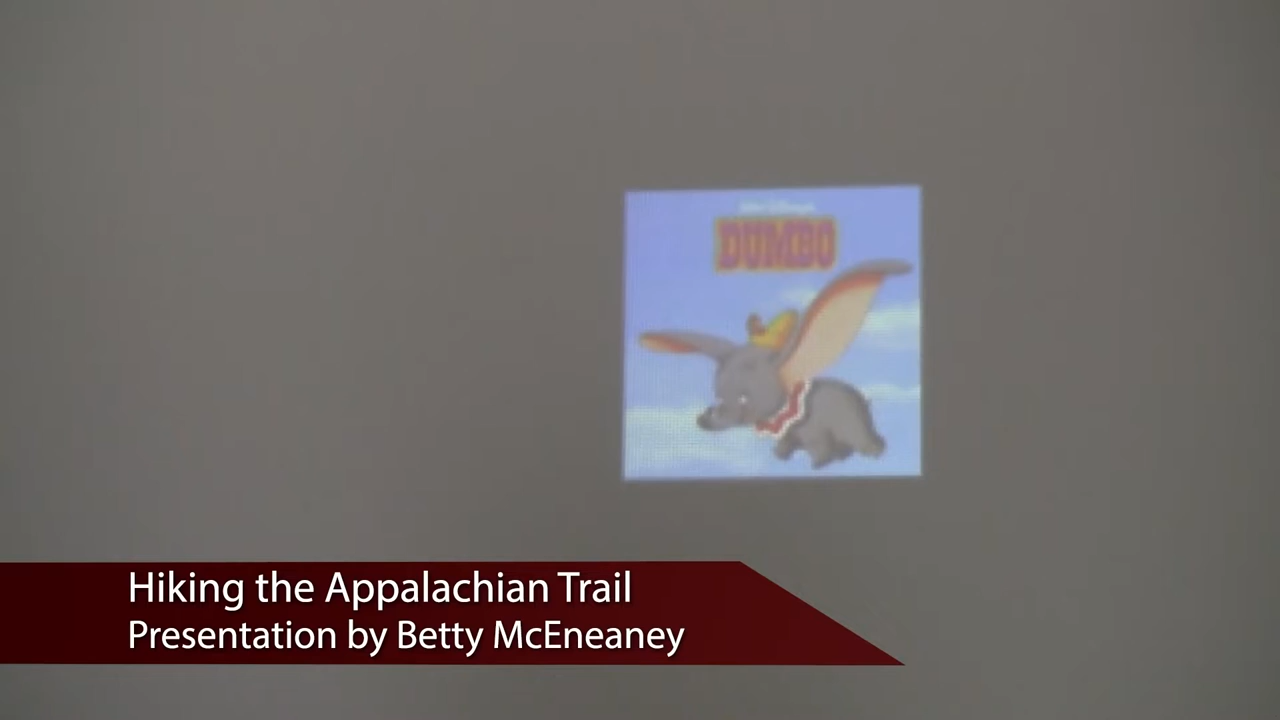 DUMBO
Hiking the Appalachian Trail
Presentation by Betty McEneaney